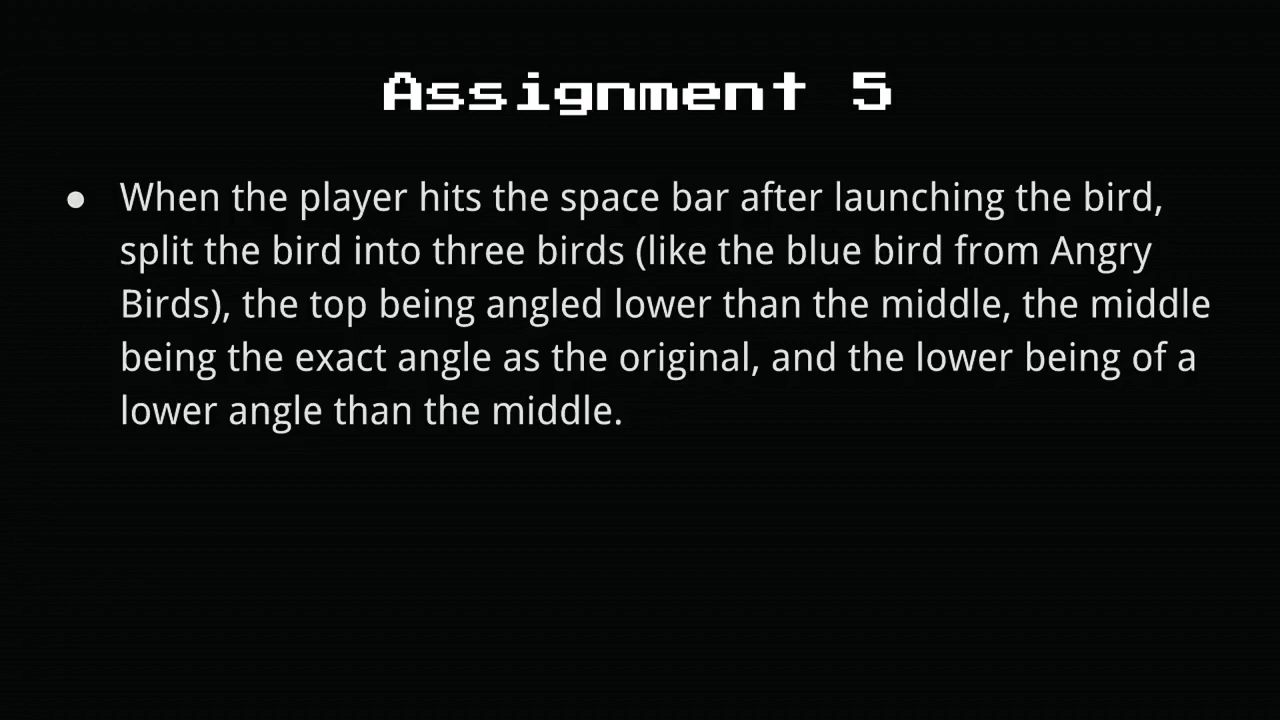 Assignment 5
● When the player hits the space bar after launching the bird,
split the bird into three birds (like the blue bird from Angry
Birds), the top being angled lower than the middle, the middle
being the exact angle as the original, and the lower being of a
lower angle than the middle.